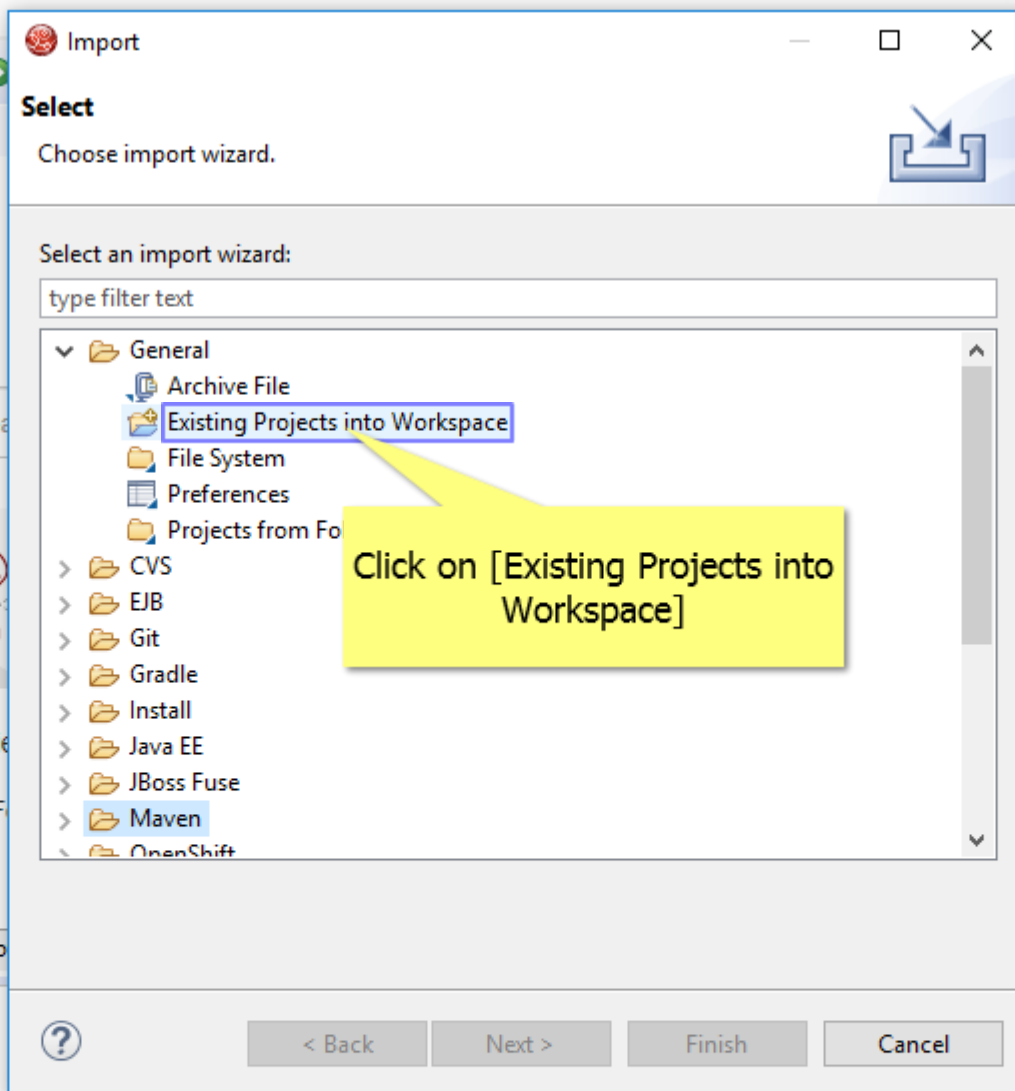 Import
Select
Choose import wizard.
Select an import wizard:
type filter text
General
Archive File
Existing Projects into Workspace
File System
Preferences
Projects from
Click on [Existing Projects into
Workspace]
CVS
EJB
Git
Gradle
Install
Java EE
JBoss Fuse
Maven
OpenShift
< Back
Next >
Finish
Cancel